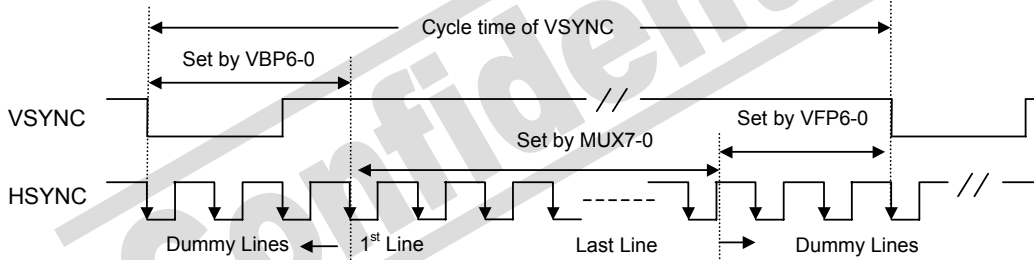 Cycle time of VSYNC
Set by VBP6-0
VSYNC
Set by VFP6-0
Set by MUX7-0
HSYNC
Dummy Lines 1st Line Last Line Dummy Lines
Confidential